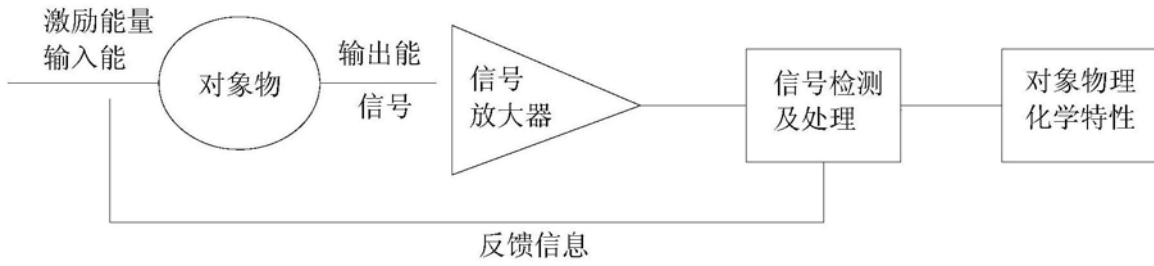 激励能量
输入能
对象物
输出能
信号
信号
放大器
信号检测
及处理
对象物理
化学特性
反馈信息